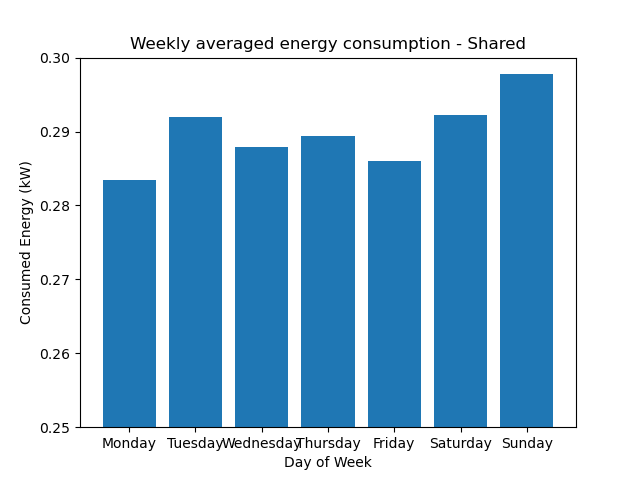 Weekly averaged energy consumption - Shared
0.30
0.29
0.28
0.27
0.26
0.25
Consumed Energy (kW)
Monday Tuesday Wednesday Thursday Friday Saturday Sunday
Day of Week